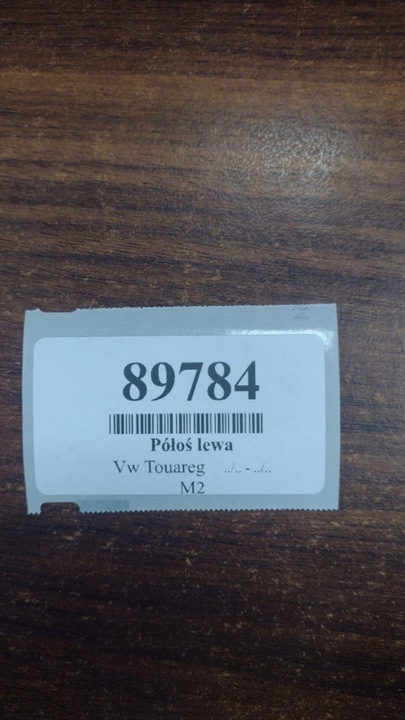 89784
Półoś lewa
Vw Touareg ../.. - ../..
M2